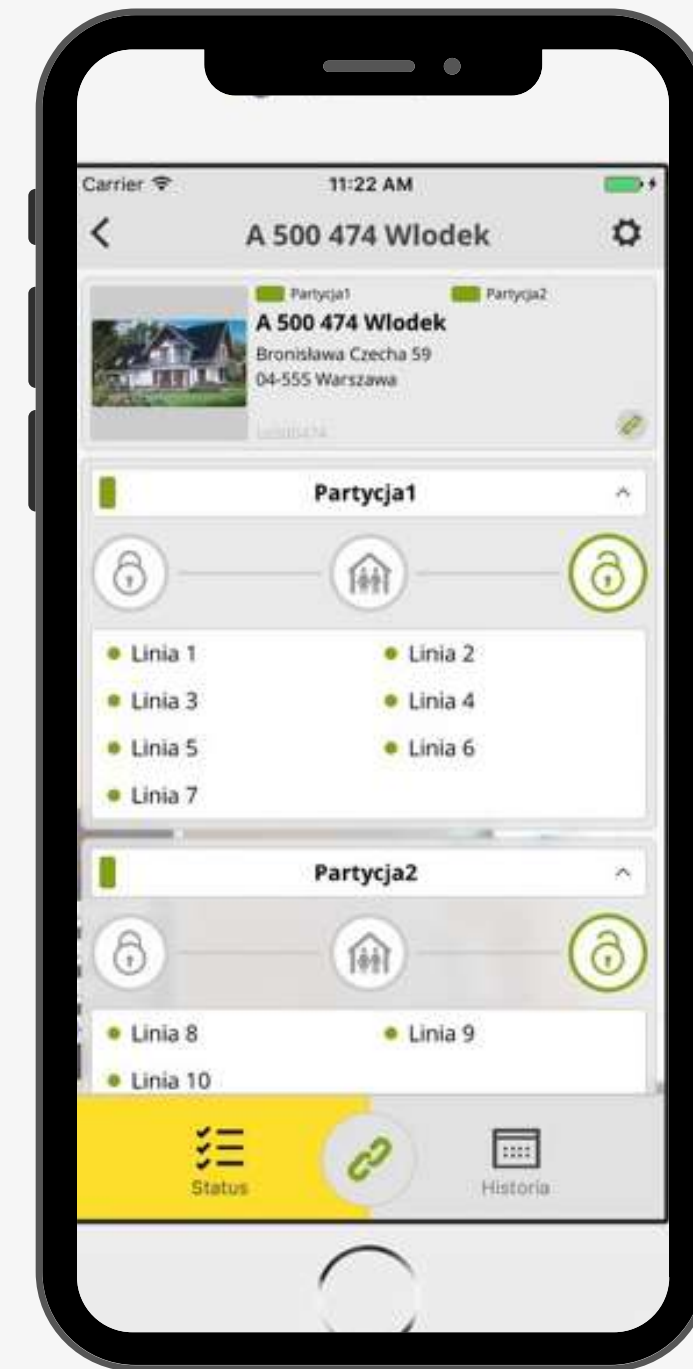 Carrier 11:22 AM
A 500 474 Wlodek
Partycja1 Partycja2
A 500 474 Wlodek
Bronisława Czecha 59
04-555 Warszawa
Partycja1
Linia 1 Linia 2
Linia 3 Linia 4
Linia 5 Linia 6
Linia 7
Partycja2
Linia 8 Linia 9
Linia 10
Status Historia